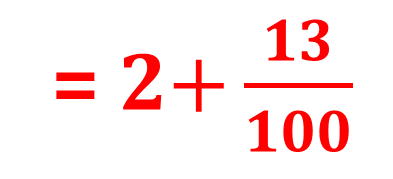 = 2 + 13/100